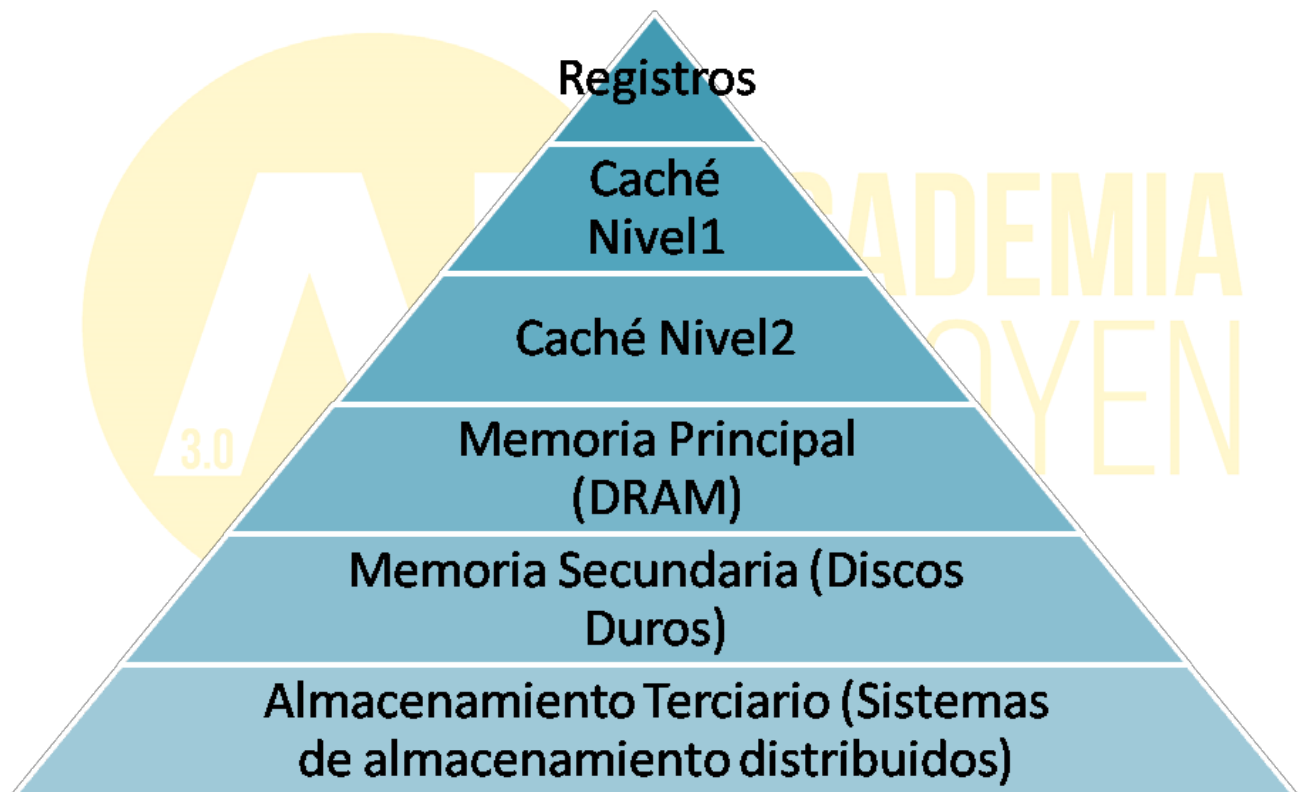 Registros
Caché
Nivel1
Caché Nivel2
Memoria Principal
(DRAM)
Memoria Secundaria (Discos
Duros)
Almacenamiento Terciario (Sistemas
de almacenamiento distribuidos)
3.0